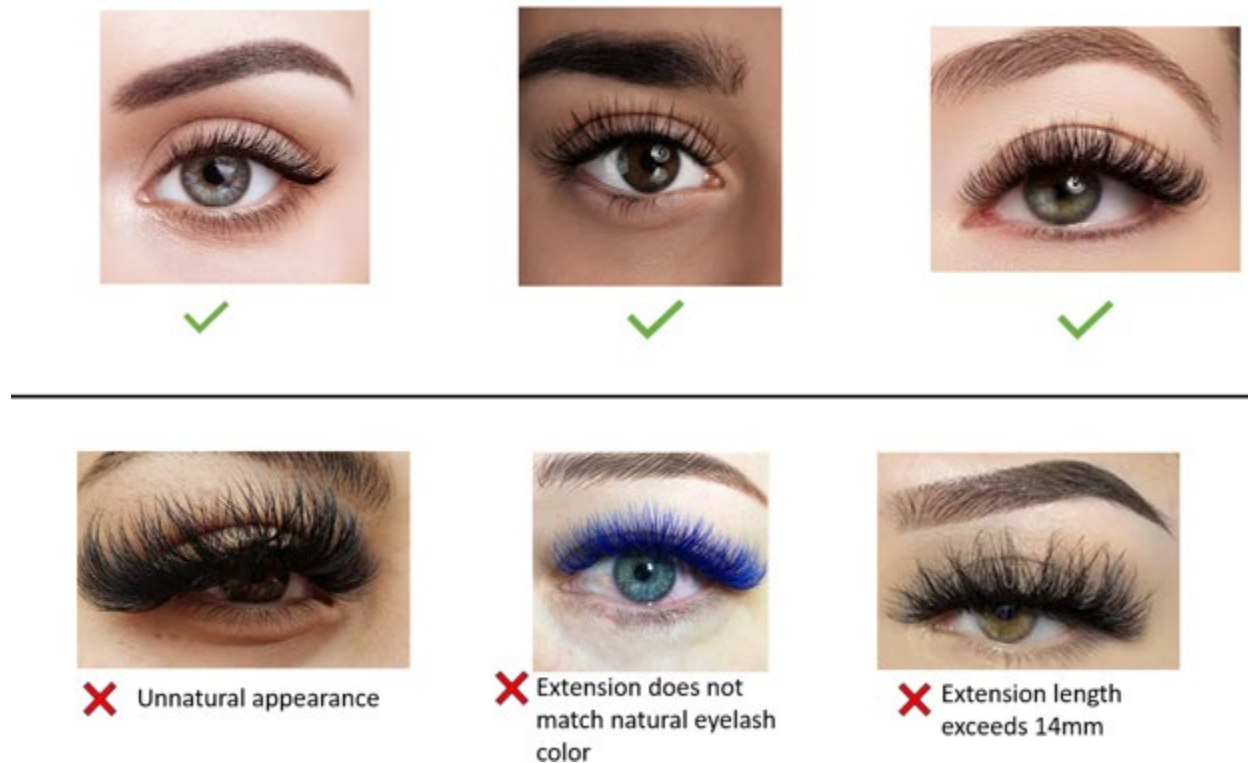 Unnatural appearance
Extension does not
match natural eyelash
color
Extension length
exceeds 14mm